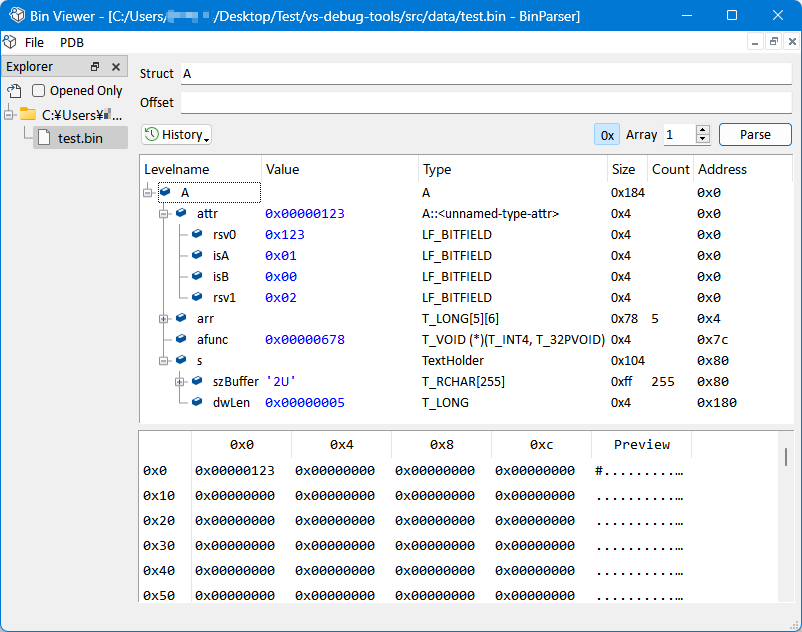 Bin Viewer - [C:/Users/ /Desktop/Test/vs-debug-tools/src/data/test.bin - BinParser]
File PDB
Explorer
Opened Only
C:¥Users¥ ...
test.bin
Struct A
Offset
History
0x Array 1 Parse
Levelname Value Type Size Count Address
A A 0x184 0x0
attr 0x00000123 A::<unnamed-type-attr> 0x4 0x0
rsv0 0x123 LF_BITFIELD 0x4 0x0
isA 0x01 LF_BITFIELD 0x4 0x0
isB 0x00 LF_BITFIELD 0x4 0x0
rsv1 0x02 LF_BITFIELD 0x4 0x0
arr T_LONG[5][6] 0x78 5 0x4
afunc 0x00000678 T_VOID (*)(T_INT4, T_32PVOID) 0x4 0x7c
s TextHolder 0x104 0x80
szBuffer '2U' T_RCHAR[255] 0xff 255 0x80
dwLen 0x00000005 T_LONG 0x4 0x180
0x0 0x4 0x8 0xc Preview
0x0 0x00000123 0x00000000 0x00000000 0x00000000 #..........…
0x10 0x00000000 0x00000000 0x00000000 0x00000000 ...........…
0x20 0x00000000 0x00000000 0x00000000 0x00000000 ...........…
0x30 0x00000000 0x00000000 0x00000000 0x00000000 ...........…
0x40 0x00000000 0x00000000 0x00000000 0x00000000 ...........…
0x50 0x00000000 0x00000000 0x00000000 0x00000000 ...........…